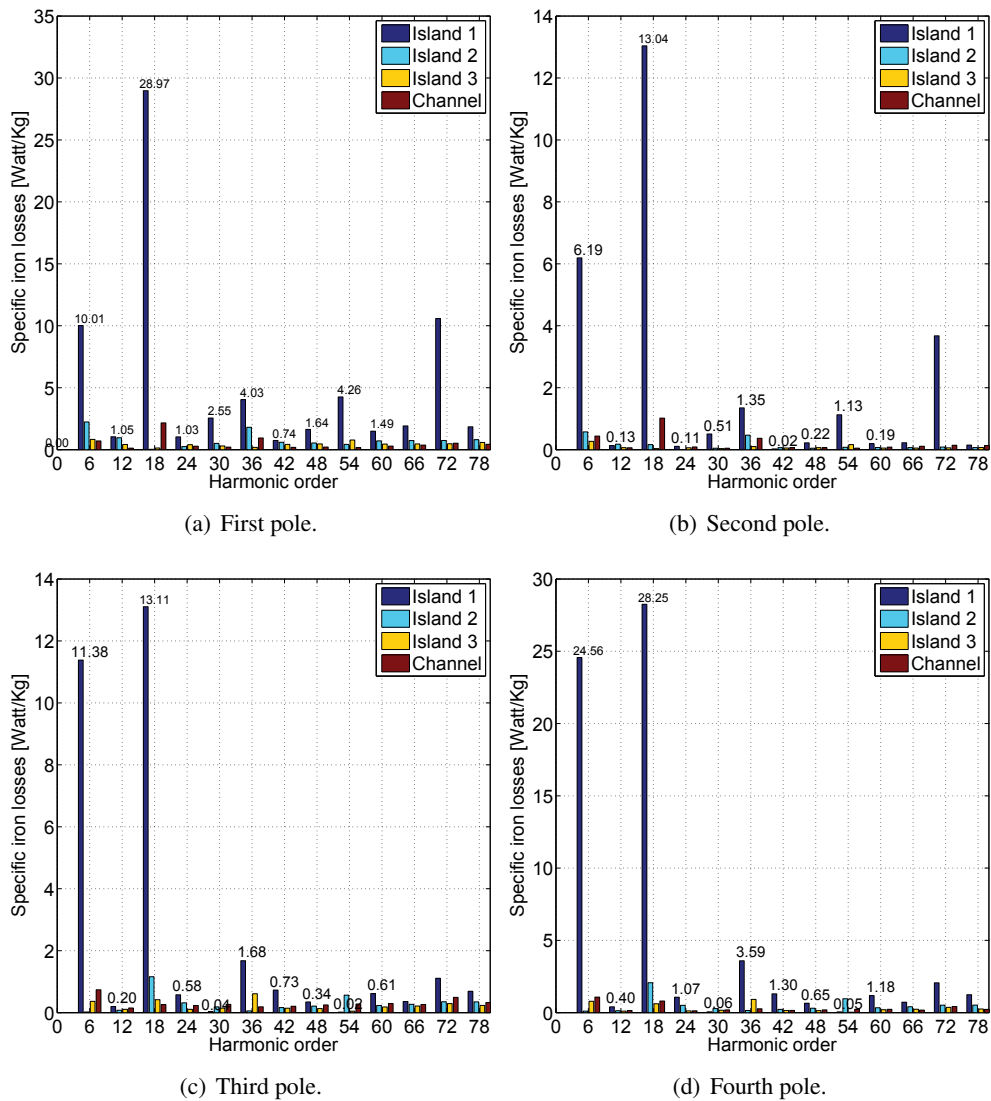 35
30
25
20
15
10
5
0
Specific iron losses [Watt/Kg]
28.97
10.01
0.00
1.05
1.03
2.55
4.03
0.74
1.64
4.26
1.49
Island 1
Island 2
Island 3
Channel
0 6 12 18 24 30 36 42 48 54 60 66 72 78
Harmonic order
(a) First pole.
14
12
10
8
6
4
2
0
Specific iron losses [Watt/Kg]
13.04
6.19
0.13
0.11
0.51
1.35
0.02
0.22
1.13
0.19
Island 1
Island 2
Island 3
Channel
0 6 12 18 24 30 36 42 48 54 60 66 72 78
Harmonic order
(b) Second pole.
14
12
10
8
6
4
2
0
Specific iron losses [Watt/Kg]
13.11
11.38
0.20
0.58
0.04
1.68
0.73
0.34
0.02
0.61
Island 1
Island 2
Island 3
Channel
0 6 12 18 24 30 36 42 48 54 60 66 72 78
Harmonic order
(c) Third pole.
30
25
20
15
10
5
0
Specific iron losses [Watt/Kg]
28.25
24.56
0.40
1.07
0.06
3.59
1.30
0.65
0.05
1.18
Island 1
Island 2
Island 3
Channel
0 6 12 18 24 30 36 42 48 54 60 66 72 78
Harmonic order
(d) Fourth pole.